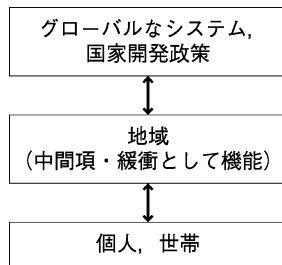 グローバルなシステム,
国家開発政策
地域
(中間項・緩衝として機能)
個人, 世帯